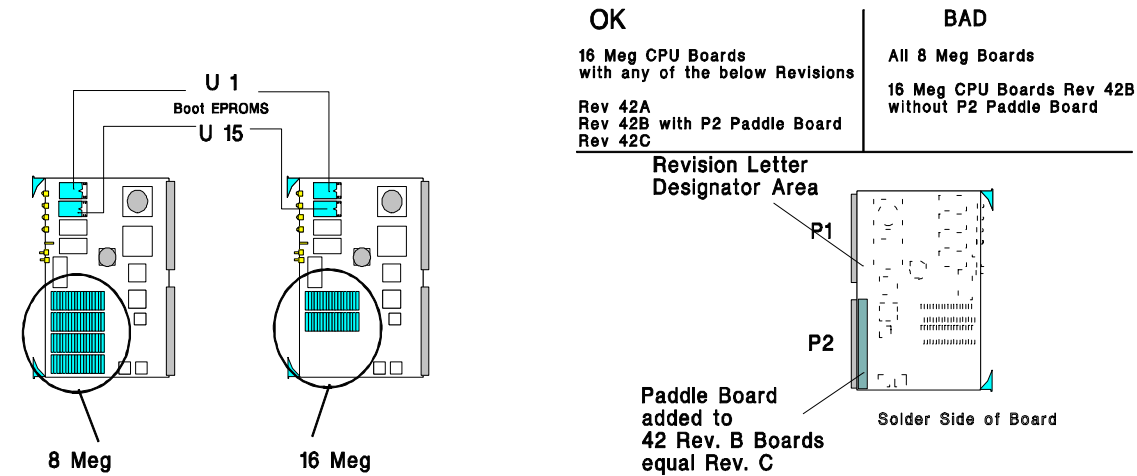 U 1
Boot EPROMS
U 15
8 Meg
16 Meg
OK
16 Meg CPU Boards
with any of the below Revisions
Rev 42A
Rev 42B with P2 Paddle Board
Rev 42C
BAD
All 8 Meg Boards
16 Meg CPU Boards Rev 42B
without P2 Paddle Board
Revision Letter
Designator Area
P1
P2
Paddle Board
added to
42 Rev. B Boards
equal Rev. C
Solder Side of Board